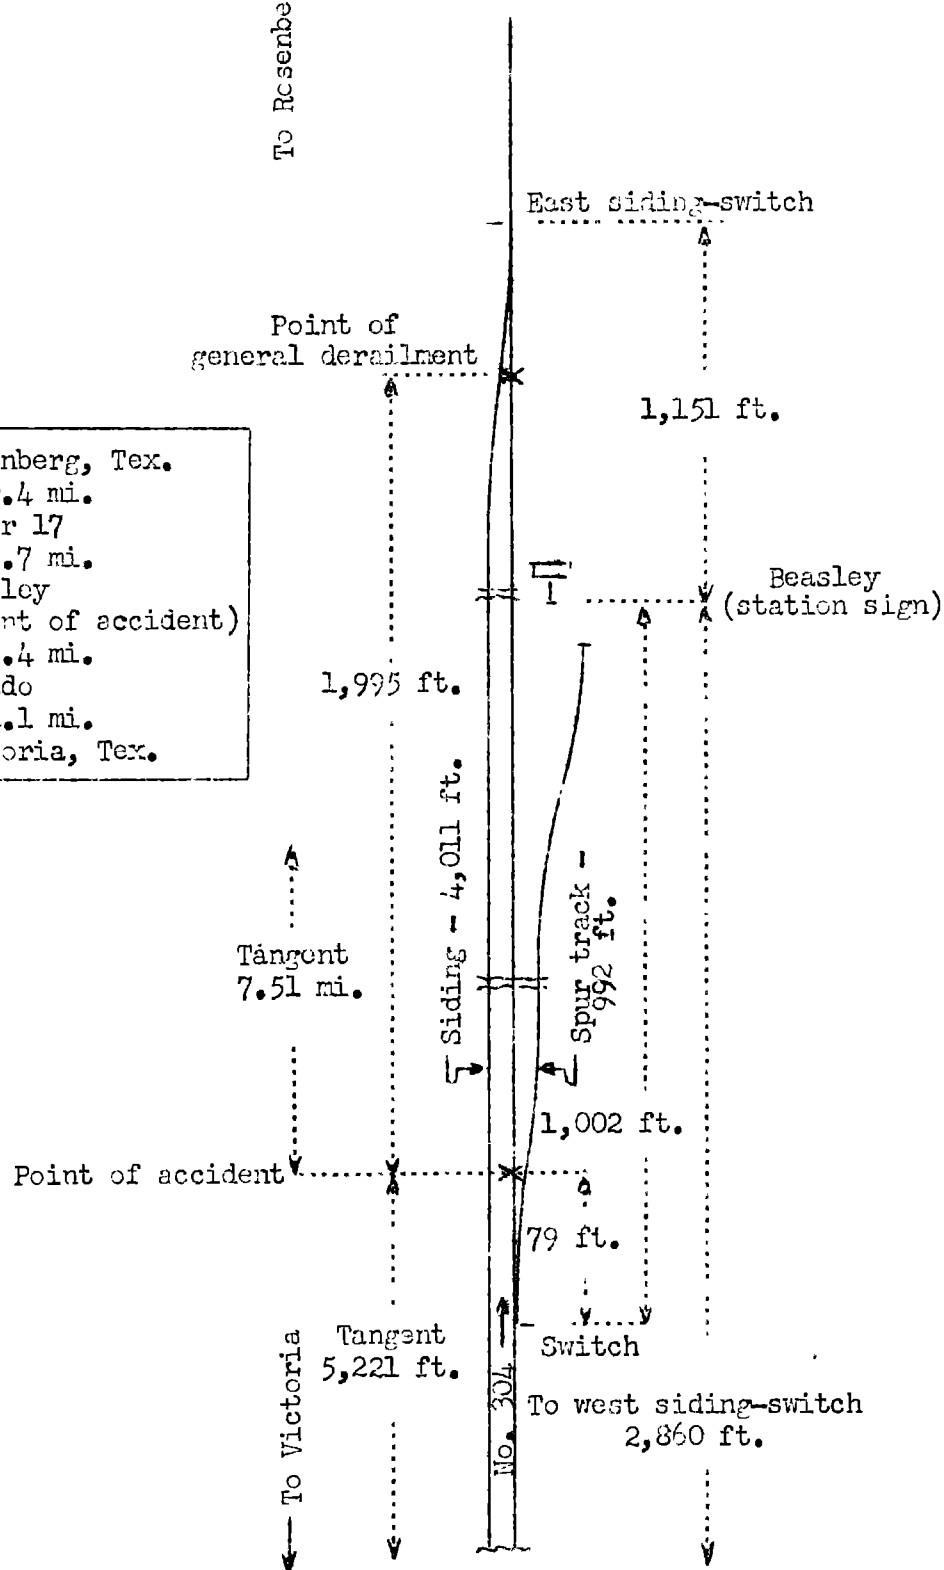 To Rosenbe
East siding-switch
Point of
general derailment
1,151 ft.
nberg, Tex.
.4 mi.
r 17
.7 mi.
ley
nt of accident)
.4 mi.
do
.1 mi.
oria, Tex.
Beasley
(station sign)
1,995 ft.
Siding - 4,011 ft.
Spur track -
992 ft.
Tangent
7.51 mi.
1,002 ft.
Point of accident
79 ft.
Switch
Tangent
5,221 ft.
To Victoria
No. 304
To west siding-switch
2,860 ft.